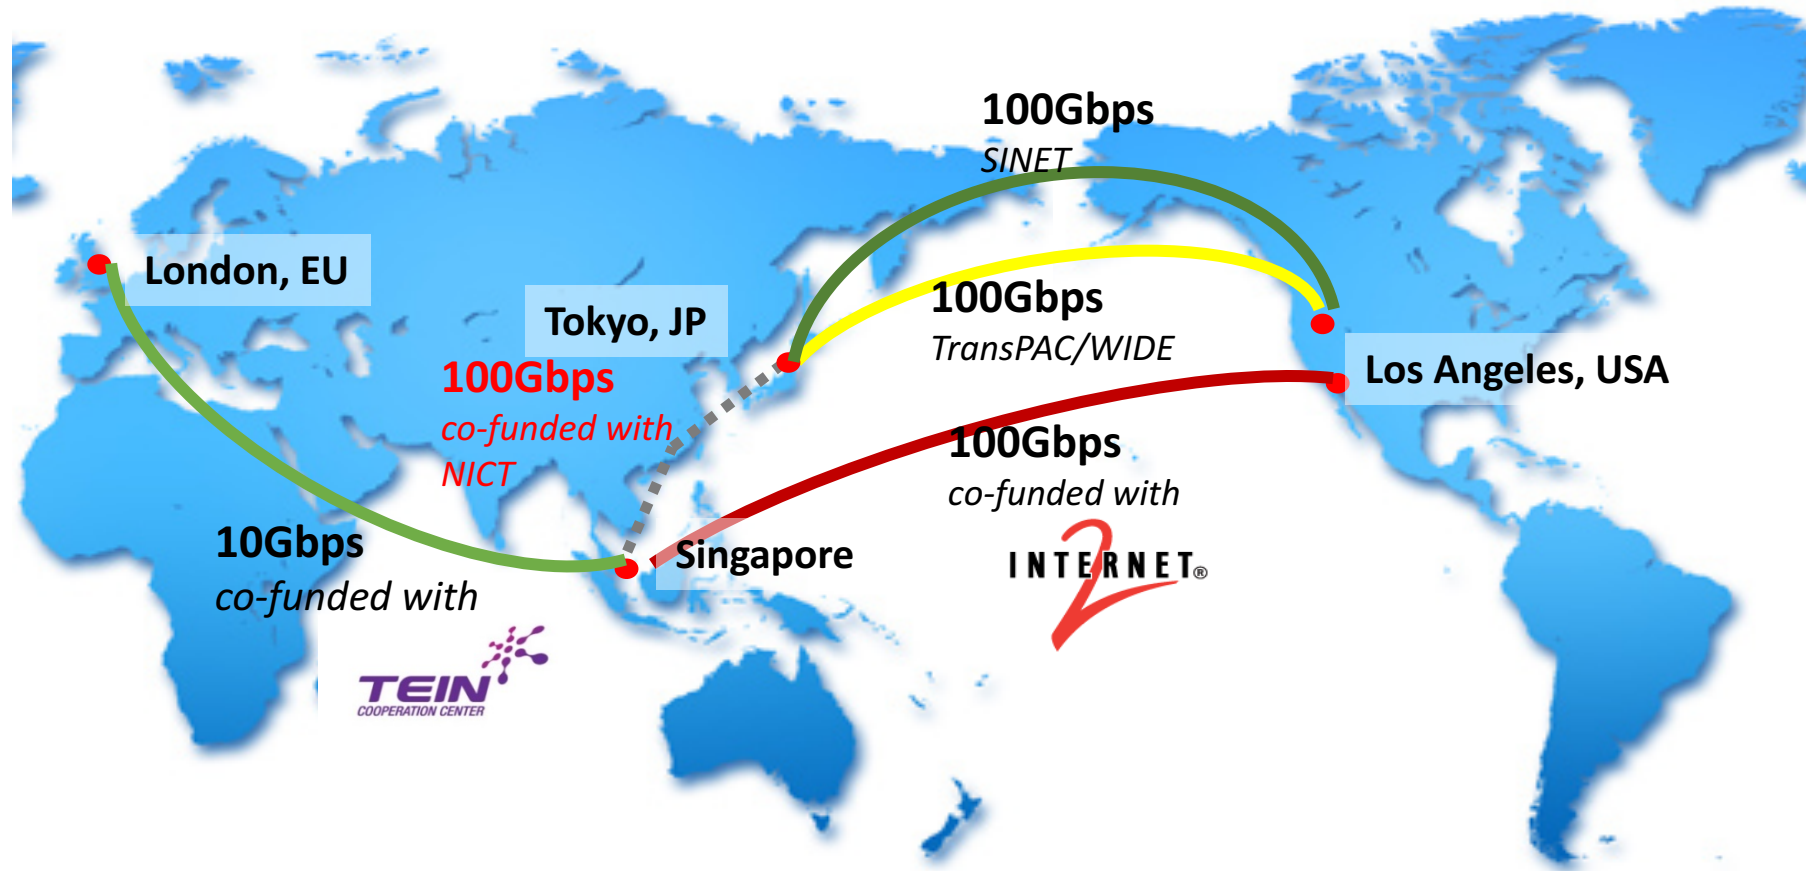 100Gbps
SINET
London, EU
Tokyo, JP
100Gbps
TransPAC/WIDE
Los Angeles, USA
100Gbps
co-funded with
NICT
100Gbps
co-funded with
INTERNET®
2
Singapore
10Gbps
co-funded with
TEIN
COOPERATION CENTER